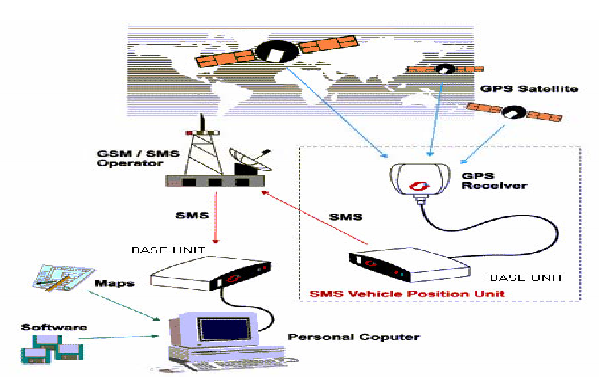 GPS Satellite
GSM / SMS
Operator
GPS
Receiver
SMS
SMS
BASE UNIT
BASE UNIT
SMS Vehicle Position Unit
Maps
Software
Personal Coputer